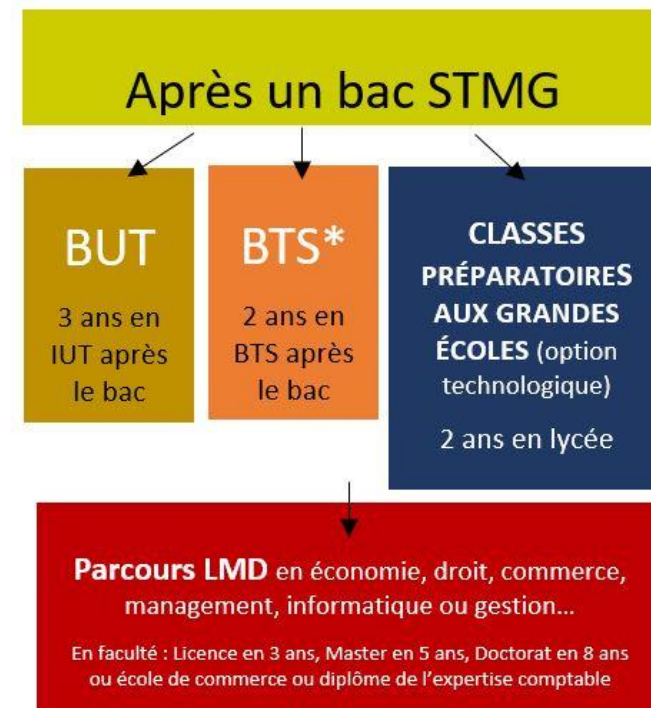 Après un bac STMG
BUT
3 ans en
IUT après
le bac
BTS*
2 ans en
BTS après
le bac
CLASSES
PRÉPARATOIRES
AUX GRANDES
ÉCOLES (option
technologique)
2 ans en lycée
Parcours LMD en économie, droit, commerce,
management, informatique ou gestion...
En faculté : Licence en 3 ans, Master en 5 ans, Doctorat en 8 ans
ou école de commerce ou diplôme de l'expertise comptable